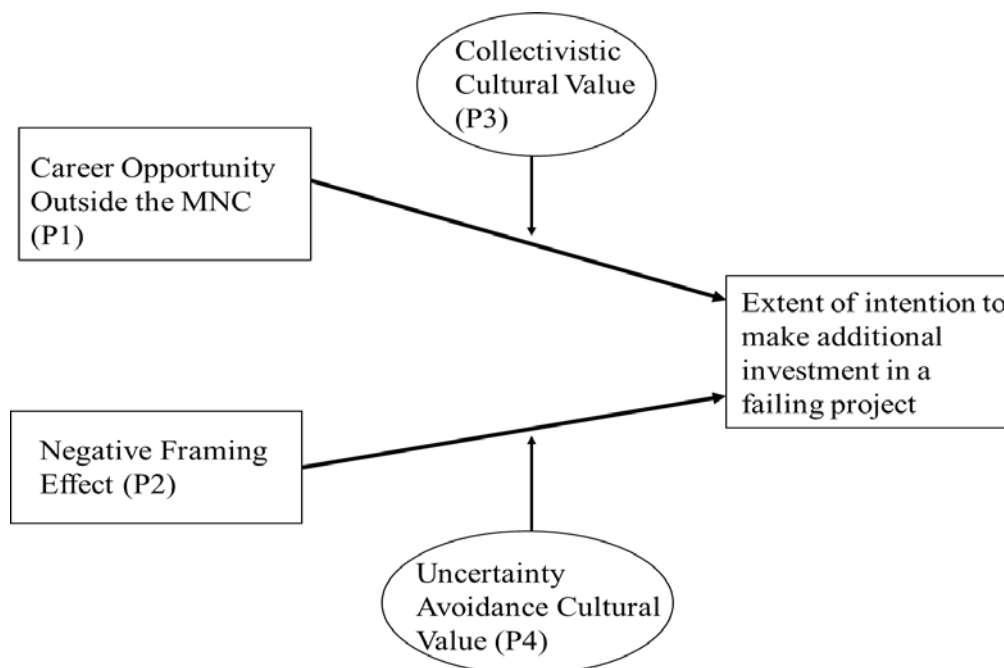 Collectivistic
Cultural Value
(P3)
Career Opportunity
Outside the MNC
(P1)
Extent of intention to
make additional
investment in a
failing project
Negative Framing
Effect (P2)
Uncertainty
Avoidance Cultural
Value (P4)